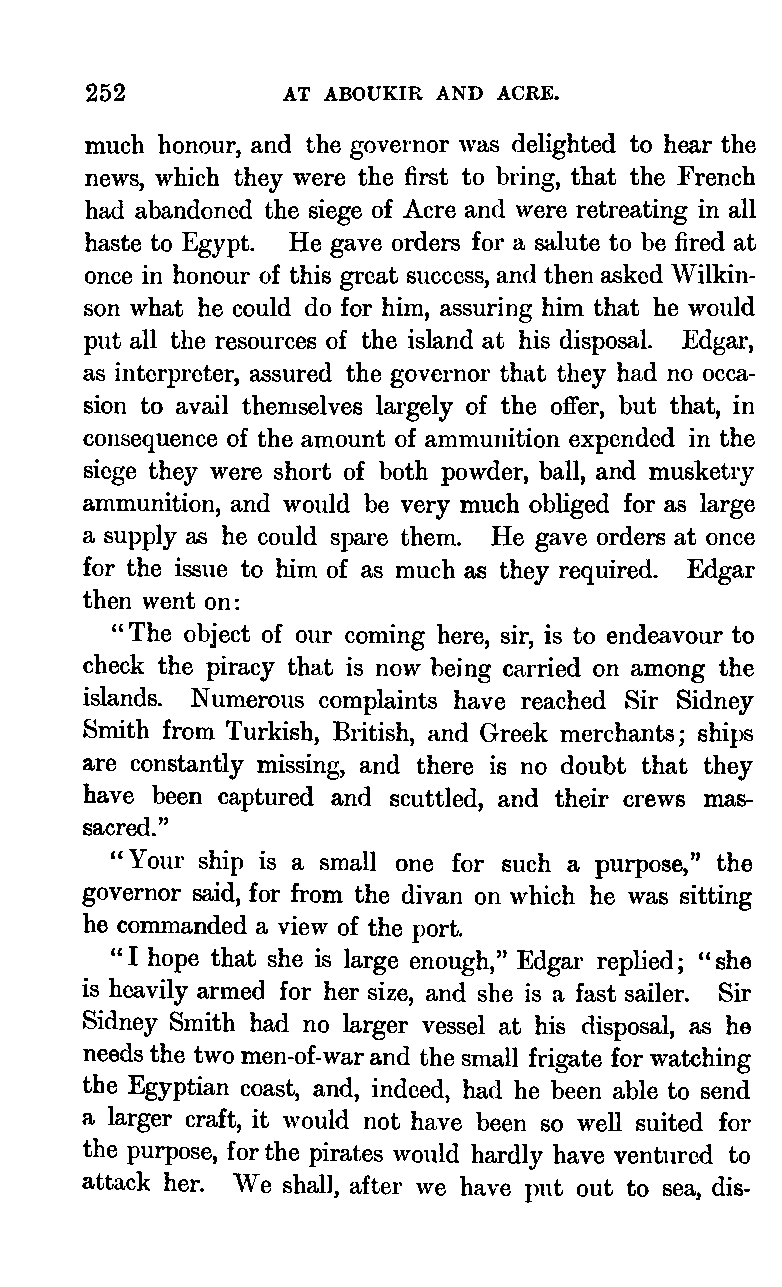 252 AT ABOUKIR AND ACRE.
much honour, and the governor was delighted to hear the
news, which they were the first to bring, that the French
had abandoned the siege of Acre and were retreating in all
haste to Egypt. He gave orders for a salute to be fired at
once in honour of this great success, and then asked Wilkin-
son what he could do for him, assuring him that he would
put all the resources of the island at his disposal. Edgar,
as interpreter, assured the governor that they had no occa-
sion to avail themselves largely of the offer, but that, in
consequence of the amount of ammunition expended in the
siege they were short of both powder, ball, and musketry
ammunition, and would be very much obliged for as large
a supply as he could spare them. He gave orders at once
for the issue to him of as much as they required. Edgar
then went on:
"The object of our coming here, sir, is to endeavour to
check the piracy that is now being carried on among the
islands. Numerous complaints have reached Sir Sidney
Smith from Turkish, British, and Greek merchants; ships
are constantly missing, and there is no doubt that they
have been captured and scuttled, and their crews mas-
sacred."
"Your ship is a small one for such a purpose," the
governor said, for from the divan on which he was sitting
he commanded a view of the port.
"I hope that she is large enough," Edgar replied; "she
is heavily armed for her size, and she is a fast sailer. Sir
Sidney Smith had no larger vessel at his disposal, as he
needs the two men-of-war and the small frigate for watching
the Egyptian coast, and, indeed, had he been able to send
a larger craft, it would not have been so well suited for
the purpose, for the pirates would hardly have ventured to
attack her. We shall, after we have put out to sea, dis-